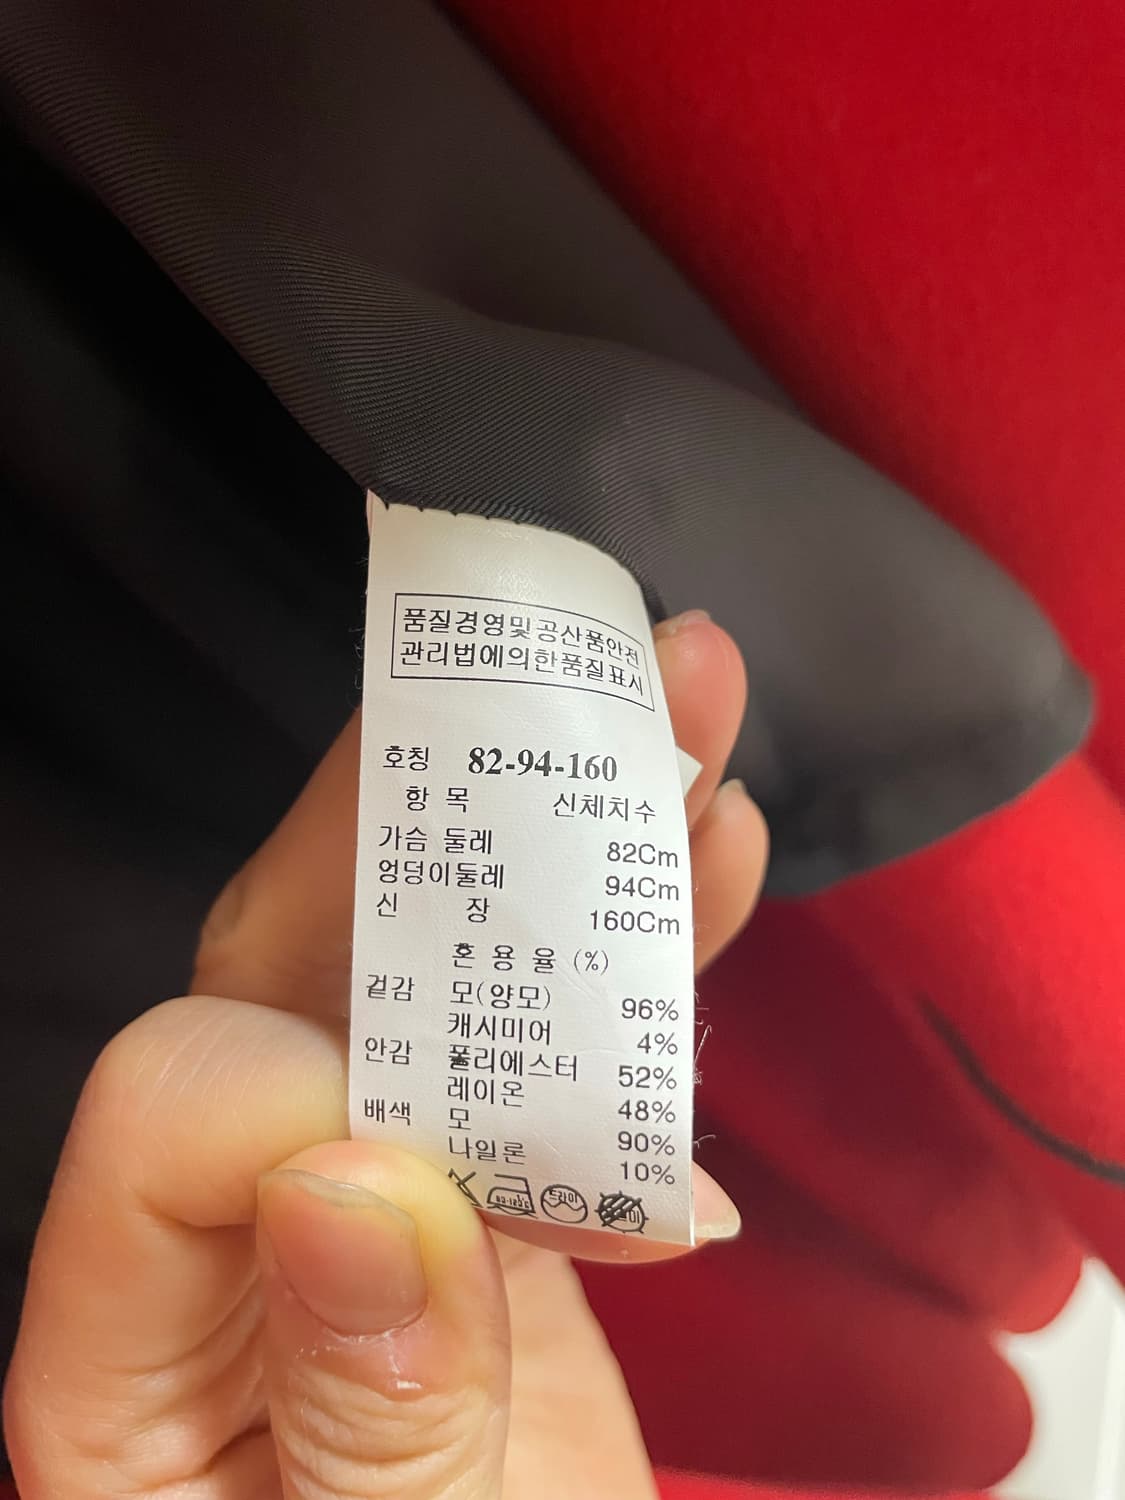 품질경영및공산품안전
관리법에의한품질표시
호칭 82-94-160
항 목 신체치수
가슴 둘레 82Cm
엉덩이둘레 94Cm
신 장 160Cm
혼 용 율 (%)
겉감 모(양모) 96%
캐시미어 4%
안감 폴리에스터 52%
레이온 48%
배색 모 90%
나일론 10%
드라이